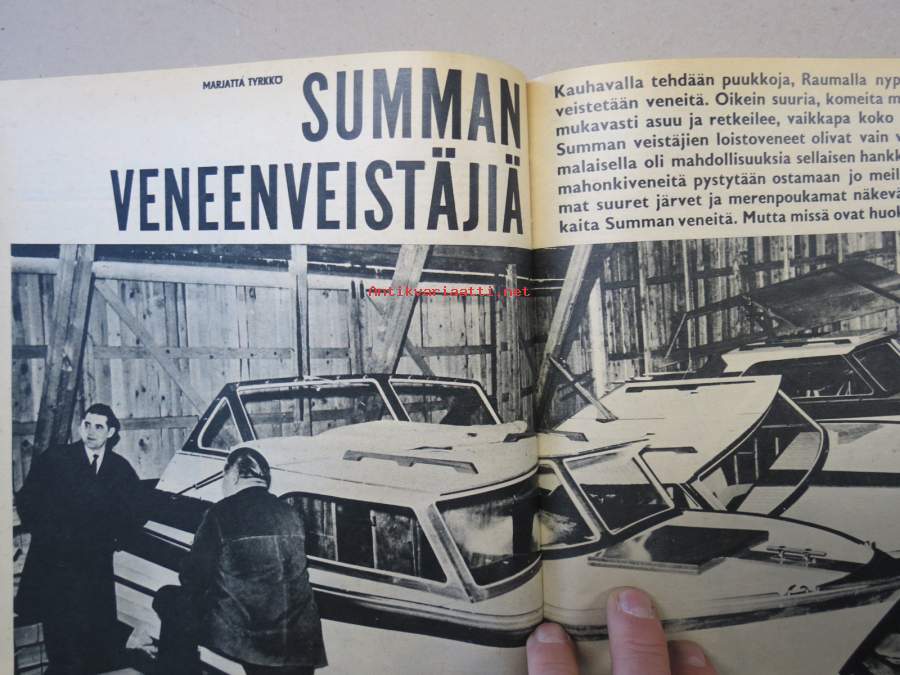 MARJATTA TYRKKÖ
SUMMAN
VENEENVEISTÄJIÄ
Kauhavalla tehdään puukkoja, Raumalla nyp
veistetään veneitä. Oikein suuria, komeita m
mukavasti asuu ja retkeilee, vaikkapa koko
Summan veistäjien loistoveneet olivat vain v
malaisella oli mahdollisuuksia sellaisen hankk
mahonkiveneitä pystytään ostamaan jo meil
mat suuret järvet ja merenpoukamat näkevä
kaita Summan veneitä. Mutta missä ovat huok
Antikvariaatti.net